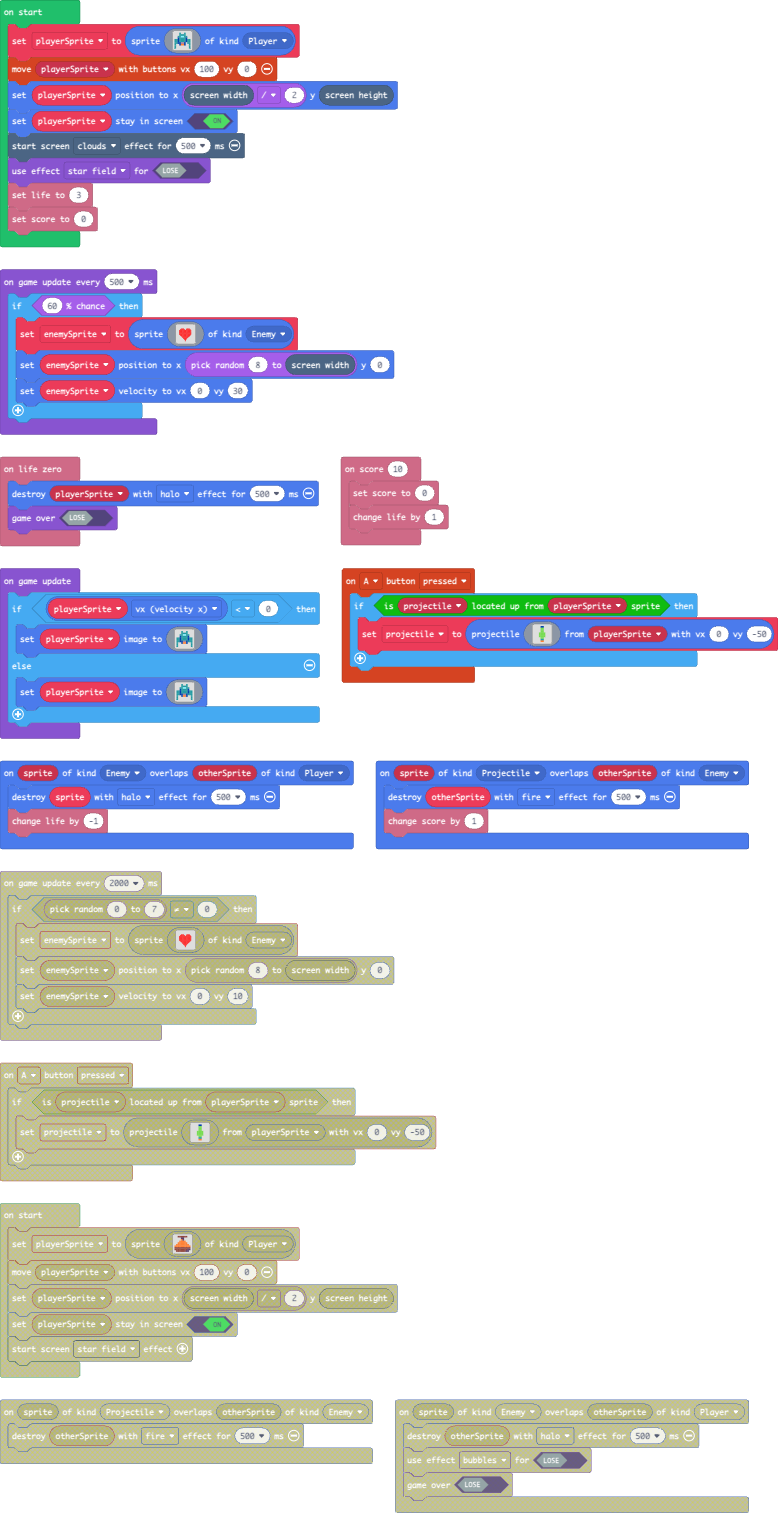 on start
set playerSprite to sprite of kind Player
move playerSprite with buttons vx 100 vy 0
set playerSprite position to x screen width / 2 y screen height
set playerSprite stay in screen ON
start screen clouds effect for 500 ms
use effect star field for LOSE
set life to 3
set score to 0
on game update every 500 ms
if 60 % chance then
set enemySprite to sprite of kind Enemy
set enemySprite position to x pick random 8 to screen width y 0
set enemySprite velocity to vx 0 vy 30
on life zero
destroy playerSprite with halo effect for 500 ms
game over LOSE
on score 10
set score to 0
change life by 1
on game update
if playerSprite vx (velocity x) < 0 then
set playerSprite image to
else
set playerSprite image to
on A button pressed
if is projectile located up from playerSprite sprite then
set projectile to projectile from playerSprite with vx 0 vy -50
on sprite of kind Enemy overlaps otherSprite of kind Player
destroy sprite with halo effect for 500 ms
change life by -1
on sprite of kind Projectile overlaps otherSprite of kind Enemy
destroy otherSprite with fire effect for 500 ms
change score by 1
on game update every 2000 ms
if pick random 0 to 7 ≠ 0 then
set enemySprite to sprite of kind Enemy
set enemySprite position to x pick random 8 to screen width y 0
set enemySprite velocity to vx 0 vy 10
on A button pressed
if is projectile located up from playerSprite sprite then
set projectile to projectile from playerSprite with vx 0 vy -50
on start
set playerSprite to sprite of kind Player
move playerSprite with buttons vx 100 vy 0
set playerSprite position to x screen width / 2 y screen height
set playerSprite stay in screen ON
start screen star field effect
on sprite of kind Projectile overlaps otherSprite of kind Enemy
destroy otherSprite with fire effect for 500 ms
on sprite of kind Enemy overlaps otherSprite of kind Player
destroy otherSprite with halo effect for 500 ms
use effect bubbles for LOSE
game over LOSE